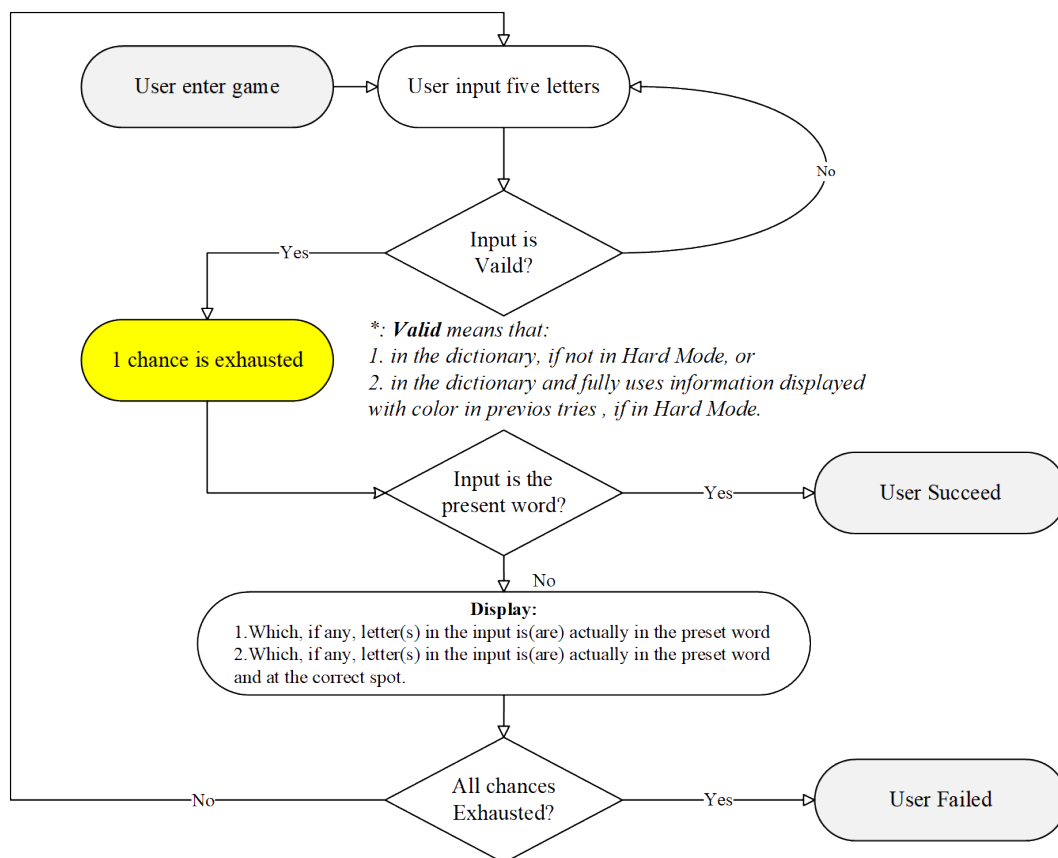 User enter game
User input five letters
No
Input is
Vaild?
Yes
1 chance is exhausted
*: Valid means that:
1. in the dictionary, if not in Hard Mode, or
2. in the dictionary and fully uses information displayed
with color in previos tries , if in Hard Mode.
Input is the
present word?
Yes
User Succeed
No
Display:
1.Which, if any, letter(s) in the input is(are) actually in the preset word
2.Which, if any, letter(s) in the input is(are) actually in the preset word
and at the correct spot.
All chances
Exhausted?
No
Yes
User Failed